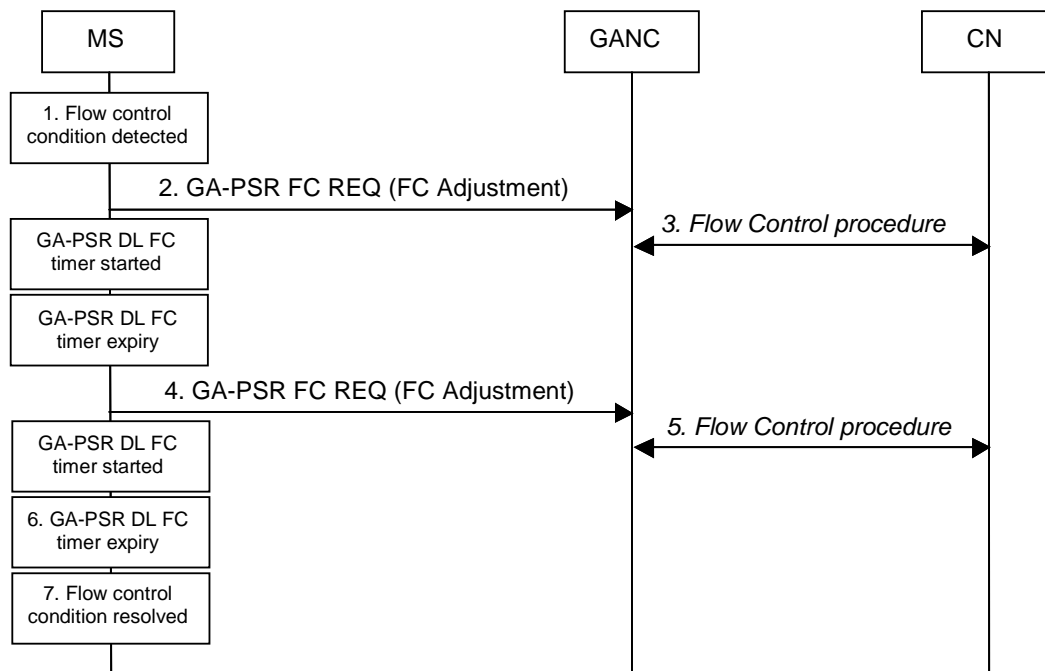 MS
GANC
CN
1. Flow control
condition detected
2. GA-PSR FC REQ (FC Adjustment)
3. Flow Control procedure
GA-PSR DL FC
timer started
GA-PSR DL FC
timer expiry
4. GA-PSR FC REQ (FC Adjustment)
5. Flow Control procedure
GA-PSR DL FC
timer started
6. GA-PSR DL FC
timer expiry
7. Flow control
condition resolved